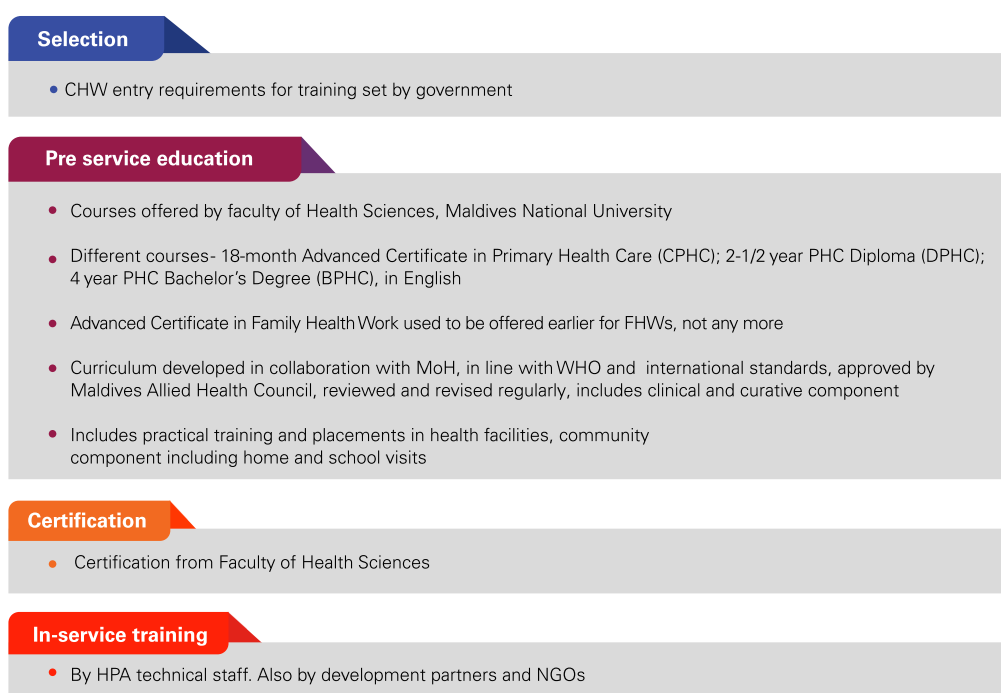 Selection
• CHW entry requirements for training set by government
Pre service education
• Courses offered by faculty of Health Sciences, Maldives National University
• Different courses- 18-month Advanced Certificate in Primary Health Care (CPHC); 2-1/2 year PHC Diploma (DPHC);
4 year PHC Bachelor's Degree (BPHC), in English
• Advanced Certificate in Family Health Work used to be offered earlier for FHWs, not any more
• Curriculum developed in collaboration with MoH, in line with WHO and international standards, approved by
Maldives Allied Health Council, reviewed and revised regularly, includes clinical and curative component
• Includes practical training and placements in health facilities, community
component including home and school visits
Certification
• Certification from Faculty of Health Sciences
In-service training
• By HPA technical staff. Also by development partners and NGOs